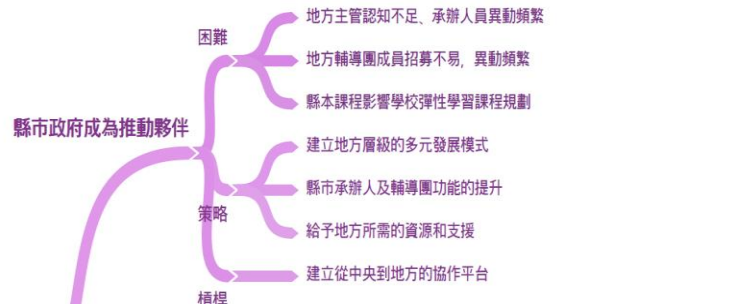 縣市政府成為推動夥伴
困難
地方主管認知不足、承辦人員異動頻繁
地方輔導團成員招募不易，異動頻繁
縣本課程影響學校彈性學習課程規劃
策略
建立地方層級的多元發展模式
縣市承辦人及輔導團功能的提升
給予地方所需的資源和支援
槓桿
建立從中央到地方的協作平台